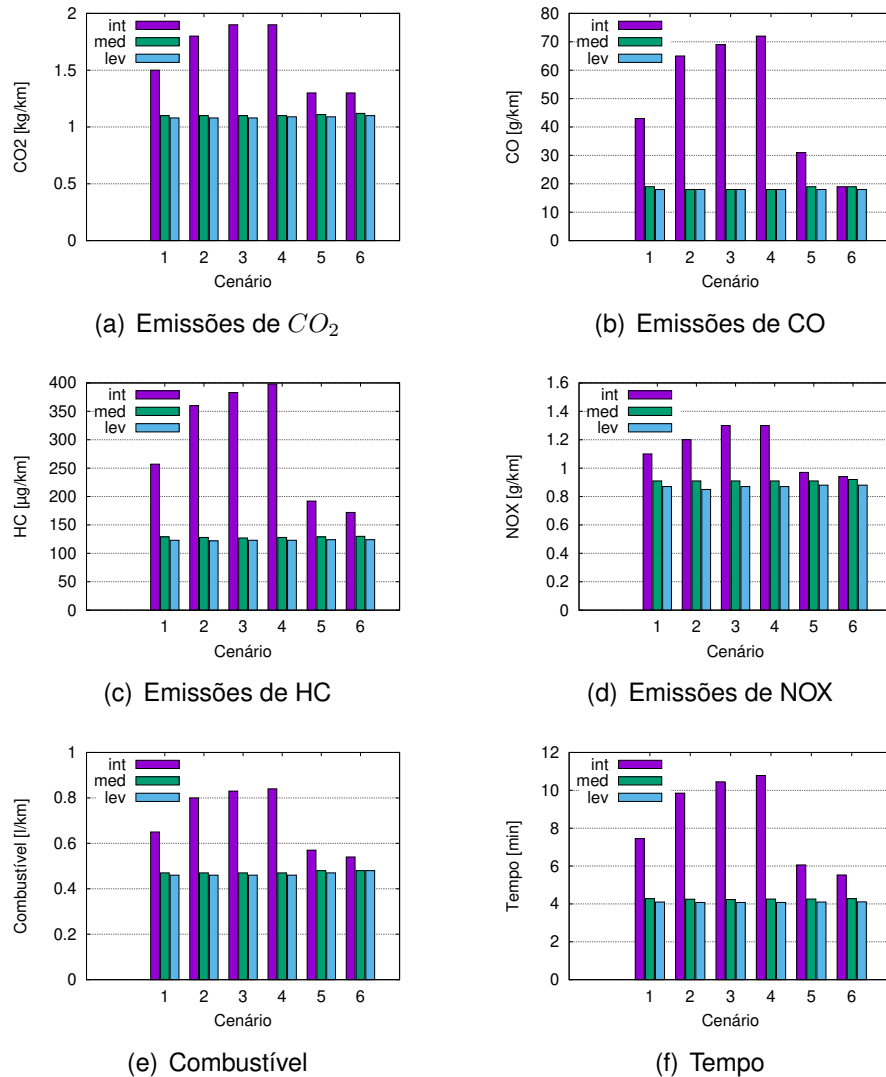 CO2 [kg/km]
2
1.5
1
0.5
0
int
med
lev
1 2 3 4 5 6
Cenário
(a) Emissões de CO2
CO [g/km]
80
70
60
50
40
30
20
10
0
int
med
lev
1 2 3 4 5 6
Cenário
(b) Emissões de CO
HC [µg/km]
400
350
300
250
200
150
100
50
0
int
med
lev
1 2 3 4 5 6
Cenário
(c) Emissões de HC
NOX [g/km]
1.6
1.4
1.2
1
0.8
0.6
0.4
0.2
0
int
med
lev
1 2 3 4 5 6
Cenário
(d) Emissões de NOX
Combustível [l/km]
1
0.8
0.6
0.4
0.2
0
int
med
lev
1 2 3 4 5 6
Cenário
(e) Combustível
Tempo [min]
12
10
8
6
4
2
0
int
med
lev
1 2 3 4 5 6
Cenário
(f) Tempo